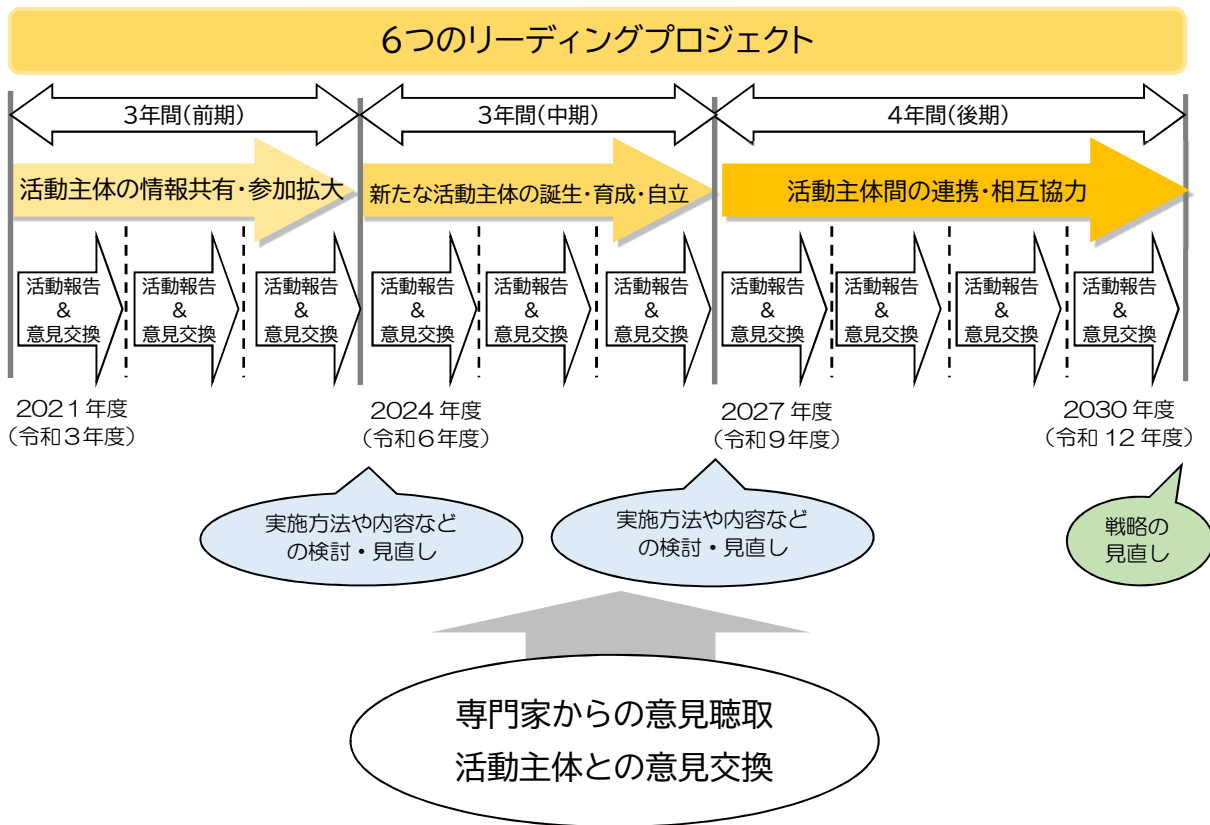 6つのリーディングプロジェクト
3年間(前期)
3年間(中期)
4年間(後期)
活動主体の情報共有・参加拡大
新たな活動主体の誕生・育成・自立
活動主体間の連携・相互協力
活動報告
&
意見交換
活動報告
&
意見交換
活動報告
&
意見交換
活動報告
&
意見交換
活動報告
&
意見交換
活動報告
&
意見交換
活動報告
&
意見交換
活動報告
&
意見交換
活動報告
&
意見交換
活動報告
&
意見交換
2021年度
(令和3年度)
2024年度
(令和6年度)
2027年度
(令和9年度)
2030年度
(令和12年度)
実施方法や内容など
の検討・見直し
実施方法や内容など
の検討・見直し
戦略の
見直し
専門家からの意見聴取
活動主体との意見交換